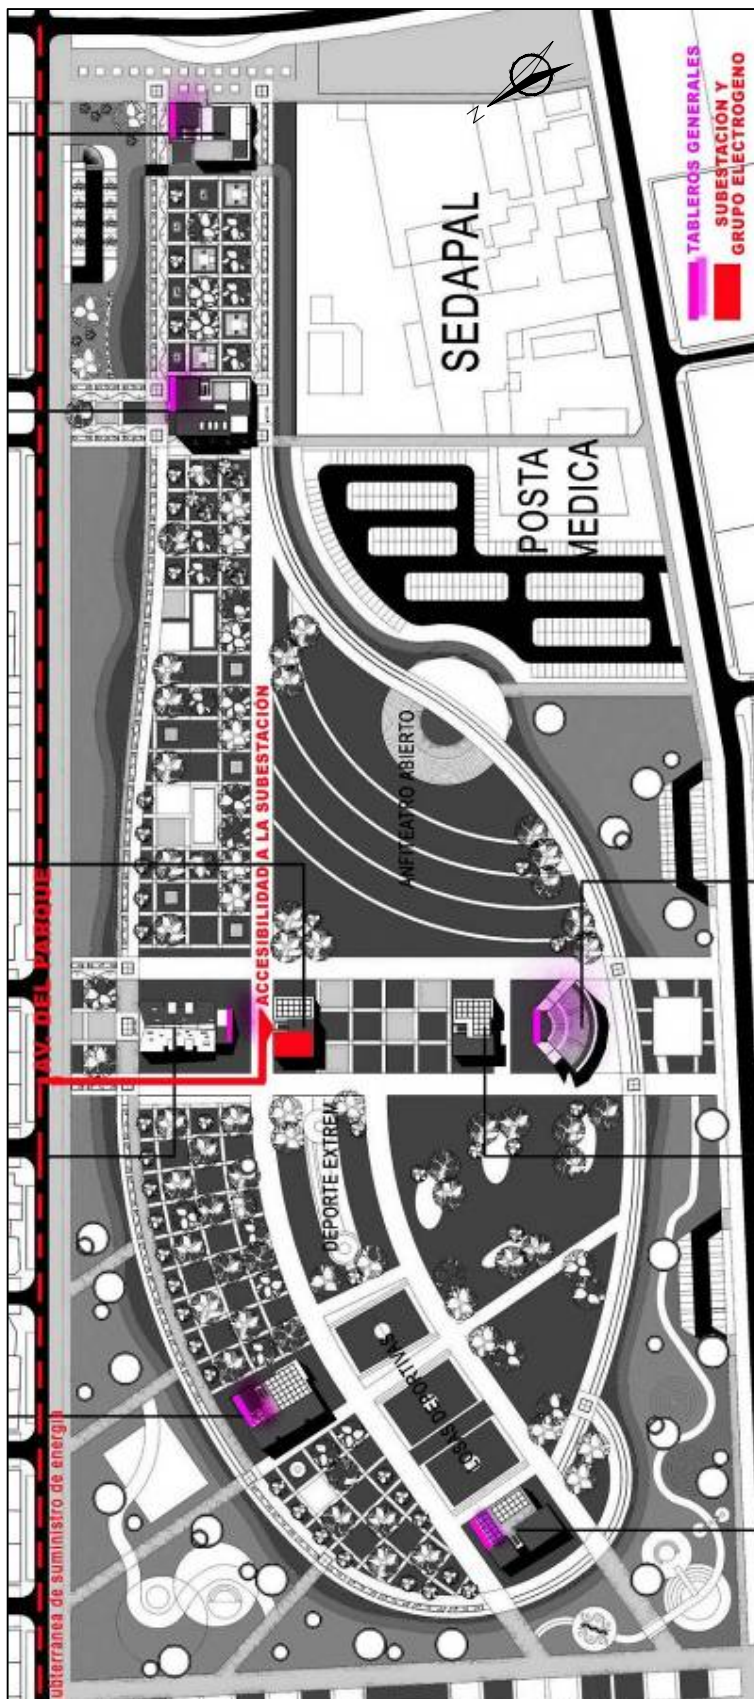 N
TABLEROS GENERALES
SUBESTACIÓN Y
GRUPO ELECTROGENO
SEDAPAL
POSTA
MEDICA
ANFITEATRO ABIERTO
ACCESIBILIDAD A LA SUBESTACIÓN
AV. DEL PARQUE
DEPORTE EXTREM
LOSAS DEPORTIVAS
ubterranea de suministro de energia